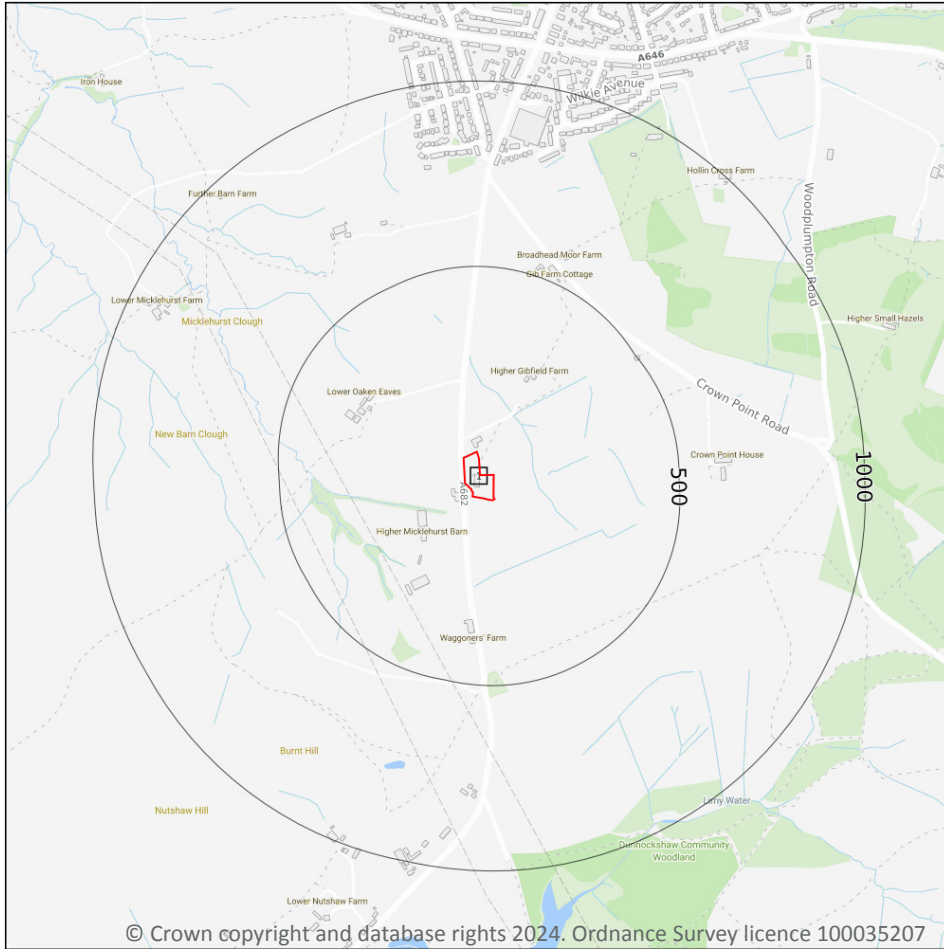 A646
Iron House
Wilkie Avenue
Hollin Cross Farm
Further Barn Farm
Woodplumpton Road
Broadhead Moor Farm
Gib Farm Cottage
Lower Micklehurst Farm
Micklehurst Clough
Higher Small Hazels
Higher Gibfield Farm
Lower Oaken Eaves
Crown Point Road
New Barn Clough
Crown Point House
1
A682
500
1000
Higher Micklehurst Barn
Waggoners' Farm
Burnt Hill
Nutshaw Hill
Limy Water
Dunnockshaw Community
Woodland
Lower Nutshaw Farm
© Crown copyright and database rights 2024. Ordnance Survey licence 100035207